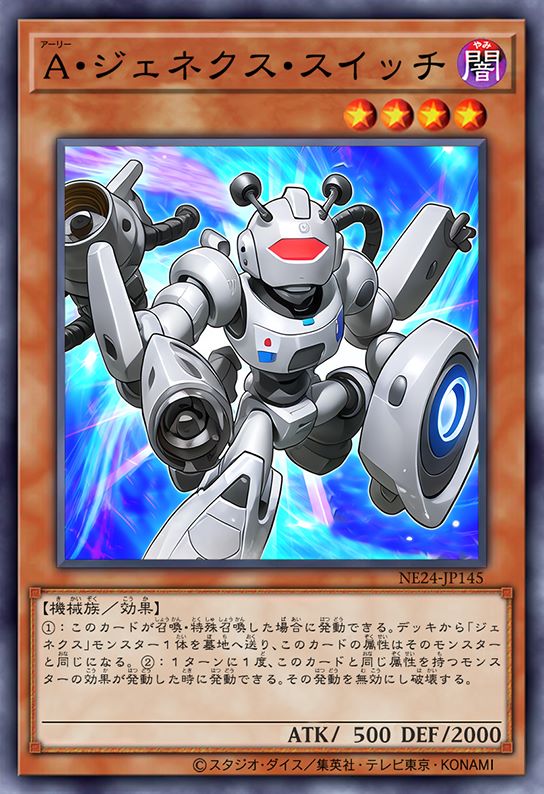 アーリー
A・ジェネクス・スイッチ
やみ
闇
NE24-JP145
【機械族／効果】
①：このカードが召喚・特殊召喚した場合に発動できる。デッキから「ジェ
ネクス」モンスター１体を墓地へ送り、このカードの属性はそのモンスター
と同じになる。②：１ターンに１度、このカードと同じ属性を持つモンス
ターの効果が発動した時に発動できる。その発動を無効にし破壊する。
ATK/ 500 DEF/2000
©スタジオ・ダイス/集英社・テレビ東京・KONAMI